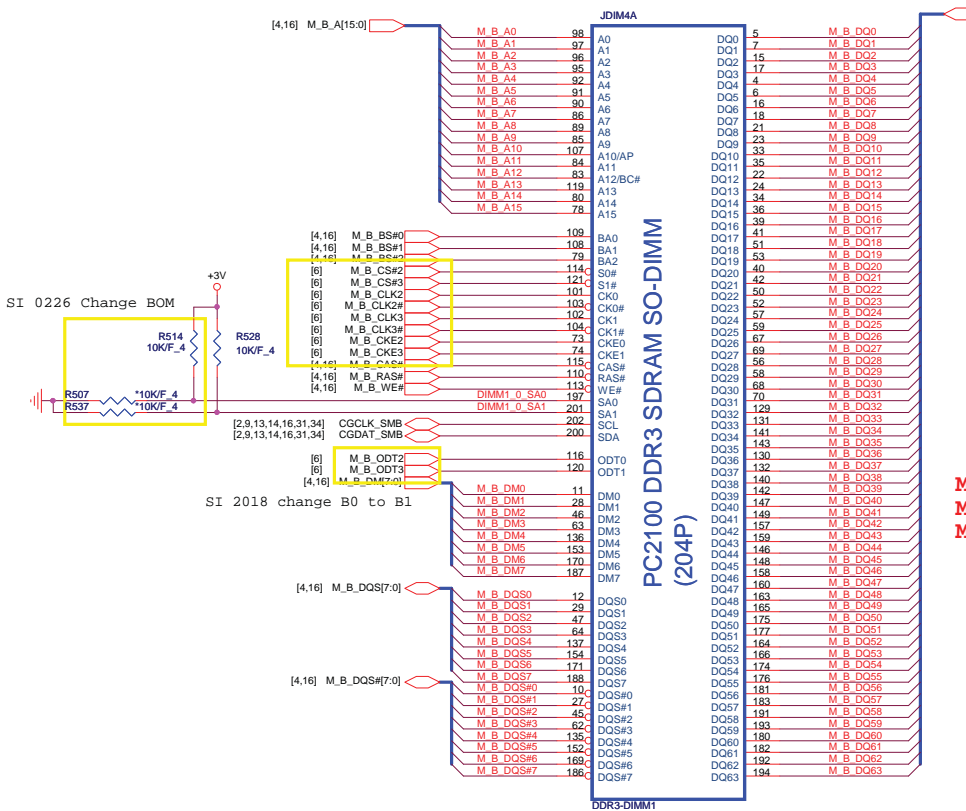 JDIM4A
[4,16] M_B_A[15:0]
M_B_A0 98 A0
M_B_A1 97 A1
M_B_A2 96 A2
M_B_A3 95 A3
M_B_A4 92 A4
M_B_A5 91 A5
M_B_A6 90 A6
M_B_A7 86 A7
M_B_A8 89 A8
M_B_A9 85 A9
M_B_A10 107 A10/AP
M_B_A11 84 A11
M_B_A12 83 A12/BC#
M_B_A13 119 A13
M_B_A14 80 A14
M_B_A15 78 A15
[4,16] M_B_BS#0 109 BA0
[4,16] M_B_BS#1 108 BA1
[4,16] M_B_BS#2 79 BA2
[6] M_B_CS#2 114 S0#
[6] M_B_CS#3 121 S1#
[6] M_B_CLK2 101 CK0
[6] M_B_CLK2# 103 CK0#
[6] M_B_CLK3 102 CK1
[6] M_B_CLK3# 104 CK1#
[6] M_B_CKE2 73 CKE0
[6] M_B_CKE3 74 CKE1
[4,16] M_B_CAS# 115 CAS#
[4,16] M_B_RAS# 110 RAS#
[4,16] M_B_WE# 113 WE#
DIMM1_0_SA0 197 SA0
DIMM1_0_SA1 201 SA1
[2,9,13,14,16,31,34] CGCLK_SMB 202 SCL
[2,9,13,14,16,31,34] CGDAT_SMB 200 SDA
+3V
SI 0226 Change BOM
R514 10K/F_4
R528 10K/F_4
R507 *10K/F_4
R537 *10K/F_4
[6] M_B_ODT2 116 ODT0
[6] M_B_ODT3 120 ODT1
[4,16] M_B_DM[7:0]
SI 2018 change B0 to B1
M_B_DM0 11 DM0
M_B_DM1 28 DM1
M_B_DM2 46 DM2
M_B_DM3 63 DM3
M_B_DM4 136 DM4
M_B_DM5 153 DM5
M_B_DM6 170 DM6
M_B_DM7 187 DM7
[4,16] M_B_DQS[7:0]
M_B_DQS0 12 DQS0
M_B_DQS1 29 DQS1
M_B_DQS2 47 DQS2
M_B_DQS3 64 DQS3
M_B_DQS4 137 DQS4
M_B_DQS5 154 DQS5
M_B_DQS6 171 DQS6
M_B_DQS7 188 DQS7
[4,16] M_B_DQS#[7:0]
M_B_DQS#0 10 DQS#0
M_B_DQS#1 27 DQS#1
M_B_DQS#2 45 DQS#2
M_B_DQS#3 62 DQS#3
M_B_DQS#4 135 DQS#4
M_B_DQS#5 152 DQS#5
M_B_DQS#6 169 DQS#6
M_B_DQS#7 186 DQS#7
PC2100 DDR3 SDRAM SO-DIMM
(204P)
DQ0 5 M_B_DQ0
DQ1 7 M_B_DQ1
DQ2 15 M_B_DQ2
DQ3 17 M_B_DQ3
DQ4 4 M_B_DQ4
DQ5 6 M_B_DQ5
DQ6 16 M_B_DQ6
DQ7 18 M_B_DQ7
DQ8 21 M_B_DQ8
DQ9 23 M_B_DQ9
DQ10 33 M_B_DQ10
DQ11 35 M_B_DQ11
DQ12 22 M_B_DQ12
DQ13 24 M_B_DQ13
DQ14 34 M_B_DQ14
DQ15 36 M_B_DQ15
DQ16 39 M_B_DQ16
DQ17 41 M_B_DQ17
DQ18 51 M_B_DQ18
DQ19 53 M_B_DQ19
DQ20 40 M_B_DQ20
DQ21 42 M_B_DQ21
DQ22 50 M_B_DQ22
DQ23 52 M_B_DQ23
DQ24 57 M_B_DQ24
DQ25 59 M_B_DQ25
DQ26 67 M_B_DQ26
DQ27 69 M_B_DQ27
DQ28 56 M_B_DQ28
DQ29 58 M_B_DQ29
DQ30 68 M_B_DQ30
DQ31 70 M_B_DQ31
DQ32 129 M_B_DQ32
DQ33 131 M_B_DQ33
DQ34 141 M_B_DQ34
DQ35 143 M_B_DQ35
DQ36 130 M_B_DQ36
DQ37 132 M_B_DQ37
DQ38 140 M_B_DQ38
DQ39 142 M_B_DQ39
DQ40 147 M_B_DQ40
DQ41 149 M_B_DQ41
DQ42 157 M_B_DQ42
DQ43 159 M_B_DQ43
DQ44 146 M_B_DQ44
DQ45 148 M_B_DQ45
DQ46 158 M_B_DQ46
DQ47 160 M_B_DQ47
DQ48 163 M_B_DQ48
DQ49 165 M_B_DQ49
DQ50 175 M_B_DQ50
DQ51 177 M_B_DQ51
DQ52 164 M_B_DQ52
DQ53 166 M_B_DQ53
DQ54 174 M_B_DQ54
DQ55 176 M_B_DQ55
DQ56 181 M_B_DQ56
DQ57 183 M_B_DQ57
DQ58 191 M_B_DQ58
DQ59 193 M_B_DQ59
DQ60 180 M_B_DQ60
DQ61 182 M_B_DQ61
DQ62 192 M_B_DQ62
DQ63 194 M_B_DQ63
M
M
M
DDR3-DIMM1